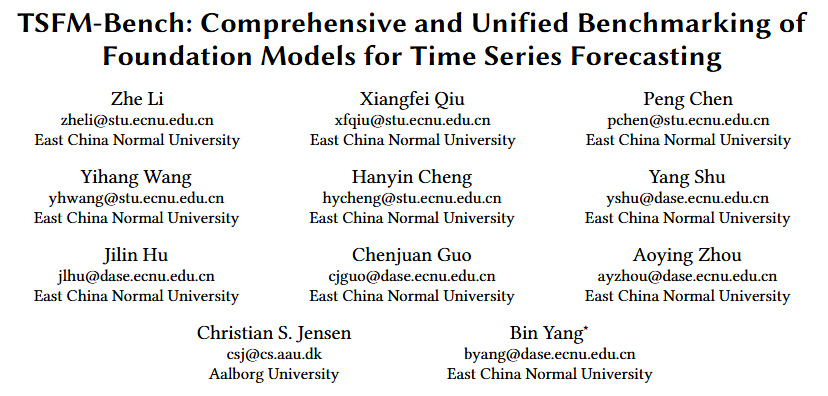 TSFM-Bench: Comprehensive and Unified Benchmarking of
Foundation Models for Time Series Forecasting
Zhe Li
zheli@stu.ecnu.edu.cn
East China Normal University
Xiangfei Qiu
xfqiu@stu.ecnu.edu.cn
East China Normal University
Peng Chen
pchen@stu.ecnu.edu.cn
East China Normal University
Yihang Wang
yhwang@stu.ecnu.edu.cn
East China Normal University
Hanyin Cheng
hycheng@stu.ecnu.edu.cn
East China Normal University
Yang Shu
yshu@dase.ecnu.edu.cn
East China Normal University
Jilin Hu
jlhu@dase.ecnu.edu.cn
East China Normal University
Chenjuan Guo
cjguo@dase.ecnu.edu.cn
East China Normal University
Aoying Zhou
ayzhou@dase.ecnu.edu.cn
East China Normal University
Christian S. Jensen
csj@cs.aau.dk
Aalborg University
Bin Yang*
byang@dase.ecnu.edu.cn
East China Normal University